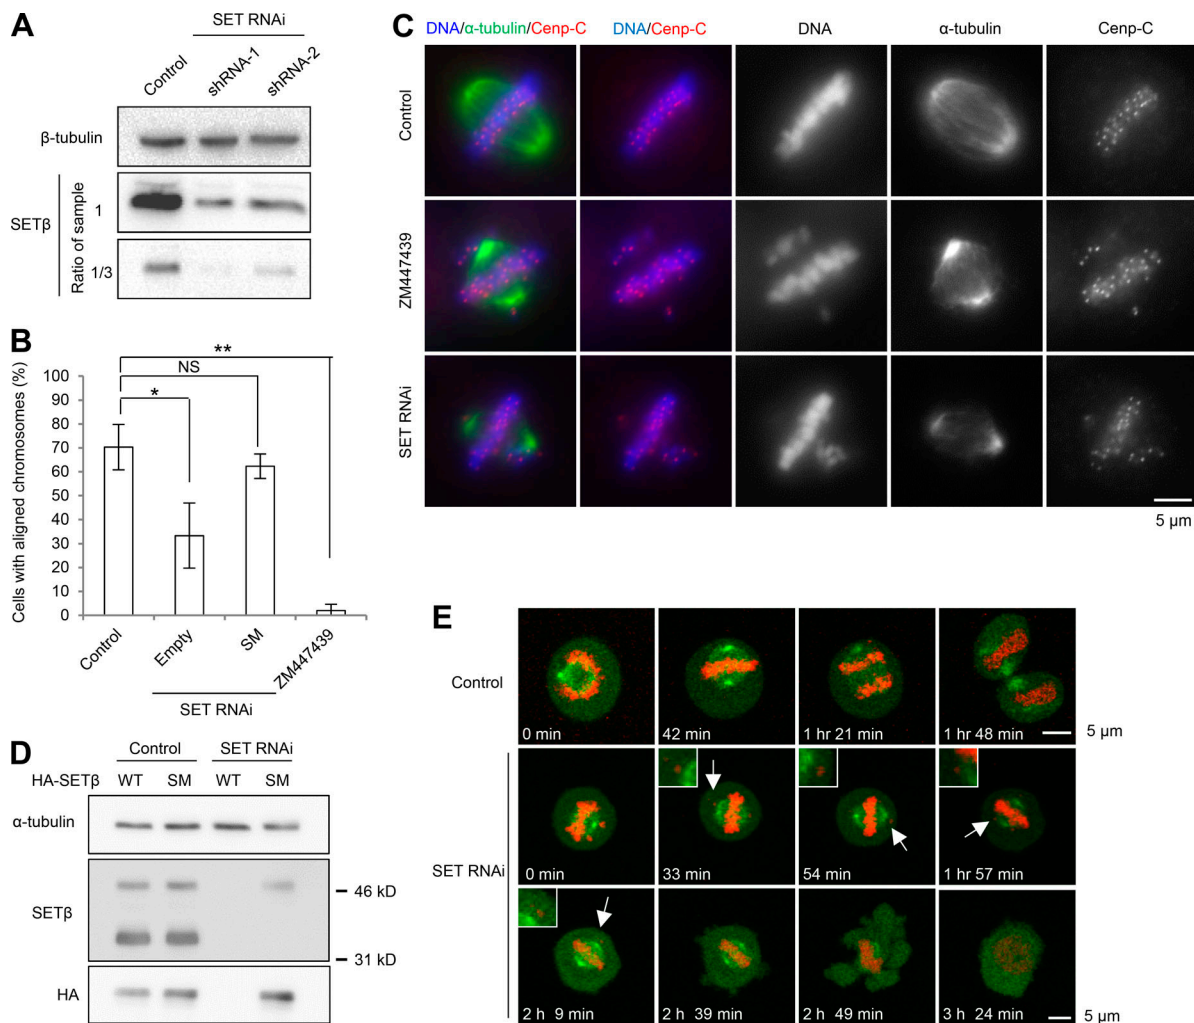 A
SET RNAi
Control
shRNA-1
shRNA-2
β-tubulin
SETβ
Ratio of sample
1
1/3
B
**
NS
*
Cells with aligned chromosomes (%)
100
90
80
70
60
50
40
30
20
10
0
Control
Empty
SM
ZM447439
SET RNAi
C
DNA/α-tubulin/Cenp-C
DNA/Cenp-C
DNA
α-tubulin
Cenp-C
Control
ZM447439
SET RNAi
5 μm
D
Control SET RNAi
HA-SETβ WT SM WT SM
α-tubulin
SETβ
46 kD
31 kD
HA
E
Control
0 min
42 min
1 hr 21 min
1 hr 48 min
5 μm
SET RNAi
0 min
33 min
54 min
1 hr 57 min
2 h 9 min
2 h 39 min
2 h 49 min
3 h 24 min
5 μm